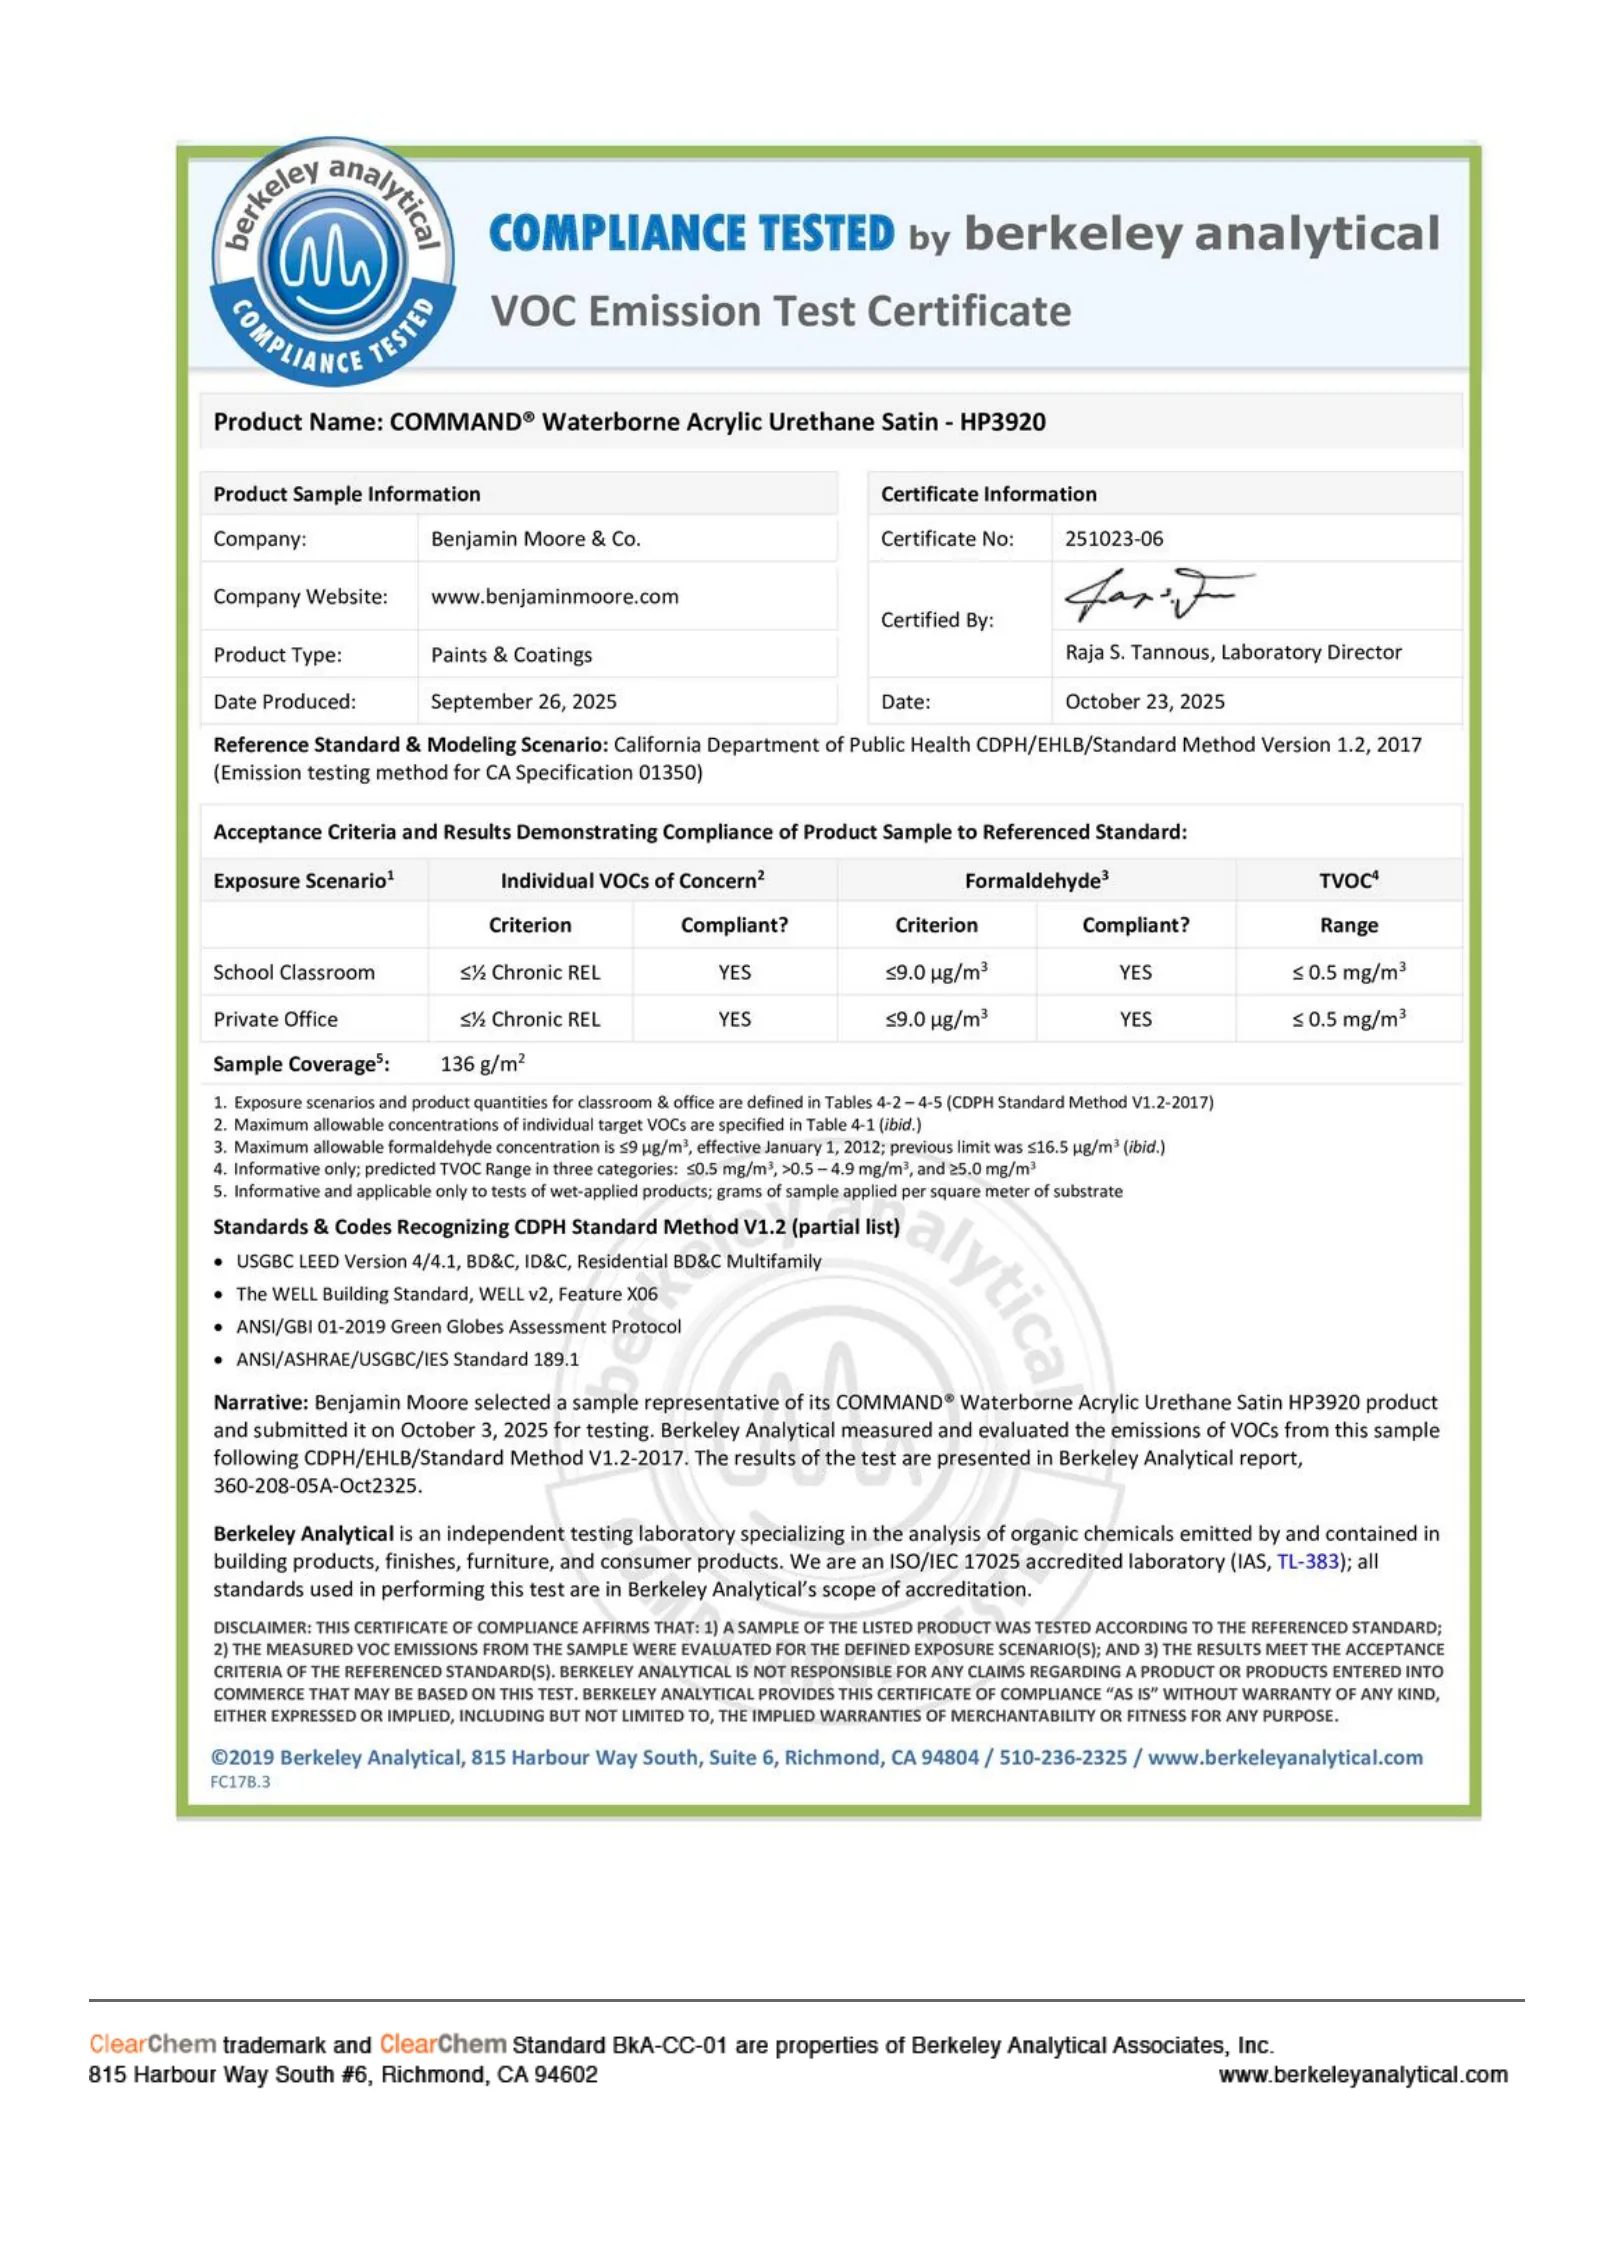 berkeley analytical
COMPLIANCE TESTED
COMPLIANCE TESTED by berkeley analytical
VOC Emission Test Certificate
Product Name: COMMAND® Waterborne Acrylic Urethane Satin - HP3920
Product Sample Information
Company: Benjamin Moore & Co.
Company Website: www.benjaminmoore.com
Product Type: Paints & Coatings
Date Produced: September 26, 2025
Certificate Information
Certificate No: 251023-06
Certified By:
Raja S. Tannous, Laboratory Director
Date: October 23, 2025
Reference Standard & Modeling Scenario: California Department of Public Health CDPH/EHLB/Standard Method Version 1.2, 2017
(Emission testing method for CA Specification 01350)
Acceptance Criteria and Results Demonstrating Compliance of Product Sample to Referenced Standard:
Exposure Scenario¹ Individual VOCs of Concern² Formaldehyde³ TVOC⁴
Criterion Compliant? Criterion Compliant? Range
School Classroom ≤½ Chronic REL YES ≤9.0 µg/m³ YES ≤ 0.5 mg/m³
Private Office ≤½ Chronic REL YES ≤9.0 µg/m³ YES ≤ 0.5 mg/m³
Sample Coverage⁵: 136 g/m²
1. Exposure scenarios and product quantities for classroom & office are defined in Tables 4-2 – 4-5 (CDPH Standard Method V1.2-2017)
2. Maximum allowable concentrations of individual target VOCs are specified in Table 4-1 (ibid.)
3. Maximum allowable formaldehyde concentration is ≤9 µg/m³, effective January 1, 2012; previous limit was ≤16.5 µg/m³ (ibid.)
4. Informative only; predicted TVOC Range in three categories: ≤0.5 mg/m³, >0.5 – 4.9 mg/m³, and ≥5.0 mg/m³
5. Informative and applicable only to tests of wet-applied products; grams of sample applied per square meter of substrate
Standards & Codes Recognizing CDPH Standard Method V1.2 (partial list)
• USGBC LEED Version 4/4.1, BD&C, ID&C, Residential BD&C Multifamily
• The WELL Building Standard, WELL v2, Feature X06
• ANSI/GBI 01-2019 Green Globes Assessment Protocol
• ANSI/ASHRAE/USGBC/IES Standard 189.1
Narrative: Benjamin Moore selected a sample representative of its COMMAND® Waterborne Acrylic Urethane Satin HP3920 product
and submitted it on October 3, 2025 for testing. Berkeley Analytical measured and evaluated the emissions of VOCs from this sample
following CDPH/EHLB/Standard Method V1.2-2017. The results of the test are presented in Berkeley Analytical report,
360-208-05A-Oct2325.
Berkeley Analytical is an independent testing laboratory specializing in the analysis of organic chemicals emitted by and contained in
building products, finishes, furniture, and consumer products. We are an ISO/IEC 17025 accredited laboratory (IAS, TL-383); all
standards used in performing this test are in Berkeley Analytical's scope of accreditation.
DISCLAIMER: THIS CERTIFICATE OF COMPLIANCE AFFIRMS THAT: 1) A SAMPLE OF THE LISTED PRODUCT WAS TESTED ACCORDING TO THE REFERENCED STANDARD;
2) THE MEASURED VOC EMISSIONS FROM THE SAMPLE WERE EVALUATED FOR THE DEFINED EXPOSURE SCENARIO(S); AND 3) THE RESULTS MEET THE ACCEPTANCE
CRITERIA OF THE REFERENCED STANDARD(S). BERKELEY ANALYTICAL IS NOT RESPONSIBLE FOR ANY CLAIMS REGARDING A PRODUCT OR PRODUCTS ENTERED INTO
COMMERCE THAT MAY BE BASED ON THIS TEST. BERKELEY ANALYTICAL PROVIDES THIS CERTIFICATE OF COMPLIANCE “AS IS” WITHOUT WARRANTY OF ANY KIND,
EITHER EXPRESSED OR IMPLIED, INCLUDING BUT NOT LIMITED TO, THE IMPLIED WARRANTIES OF MERCHANTABILITY OR FITNESS FOR ANY PURPOSE.
©2019 Berkeley Analytical, 815 Harbour Way South, Suite 6, Richmond, CA 94804 / 510-236-2325 / www.berkeleyanalytical.com
FC17B.3
berkeley analytical
COMPLIANCE TESTED
ClearChem trademark and ClearChem Standard BkA-CC-01 are properties of Berkeley Analytical Associates, Inc.
815 Harbour Way South #6, Richmond, CA 94602 www.berkeleyanalytical.com